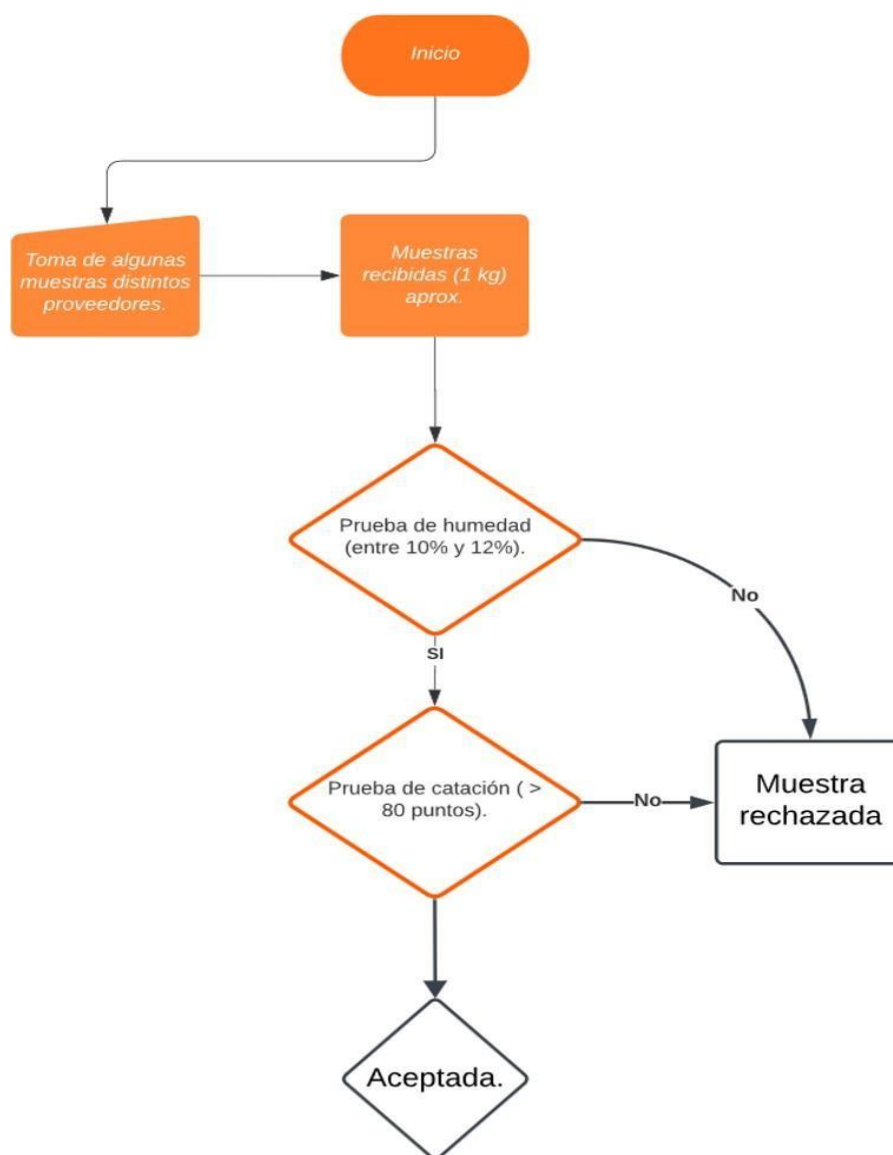 Inicio
Toma de algunas
muestras distintos
proveedores.
Muestras
recibidas (1 kg)
aprox.
Prueba de humedad
(entre 10% y 12%).
No
SI
Prueba de catación ( >
80 puntos).
No
Muestra
rechazada
Aceptada.